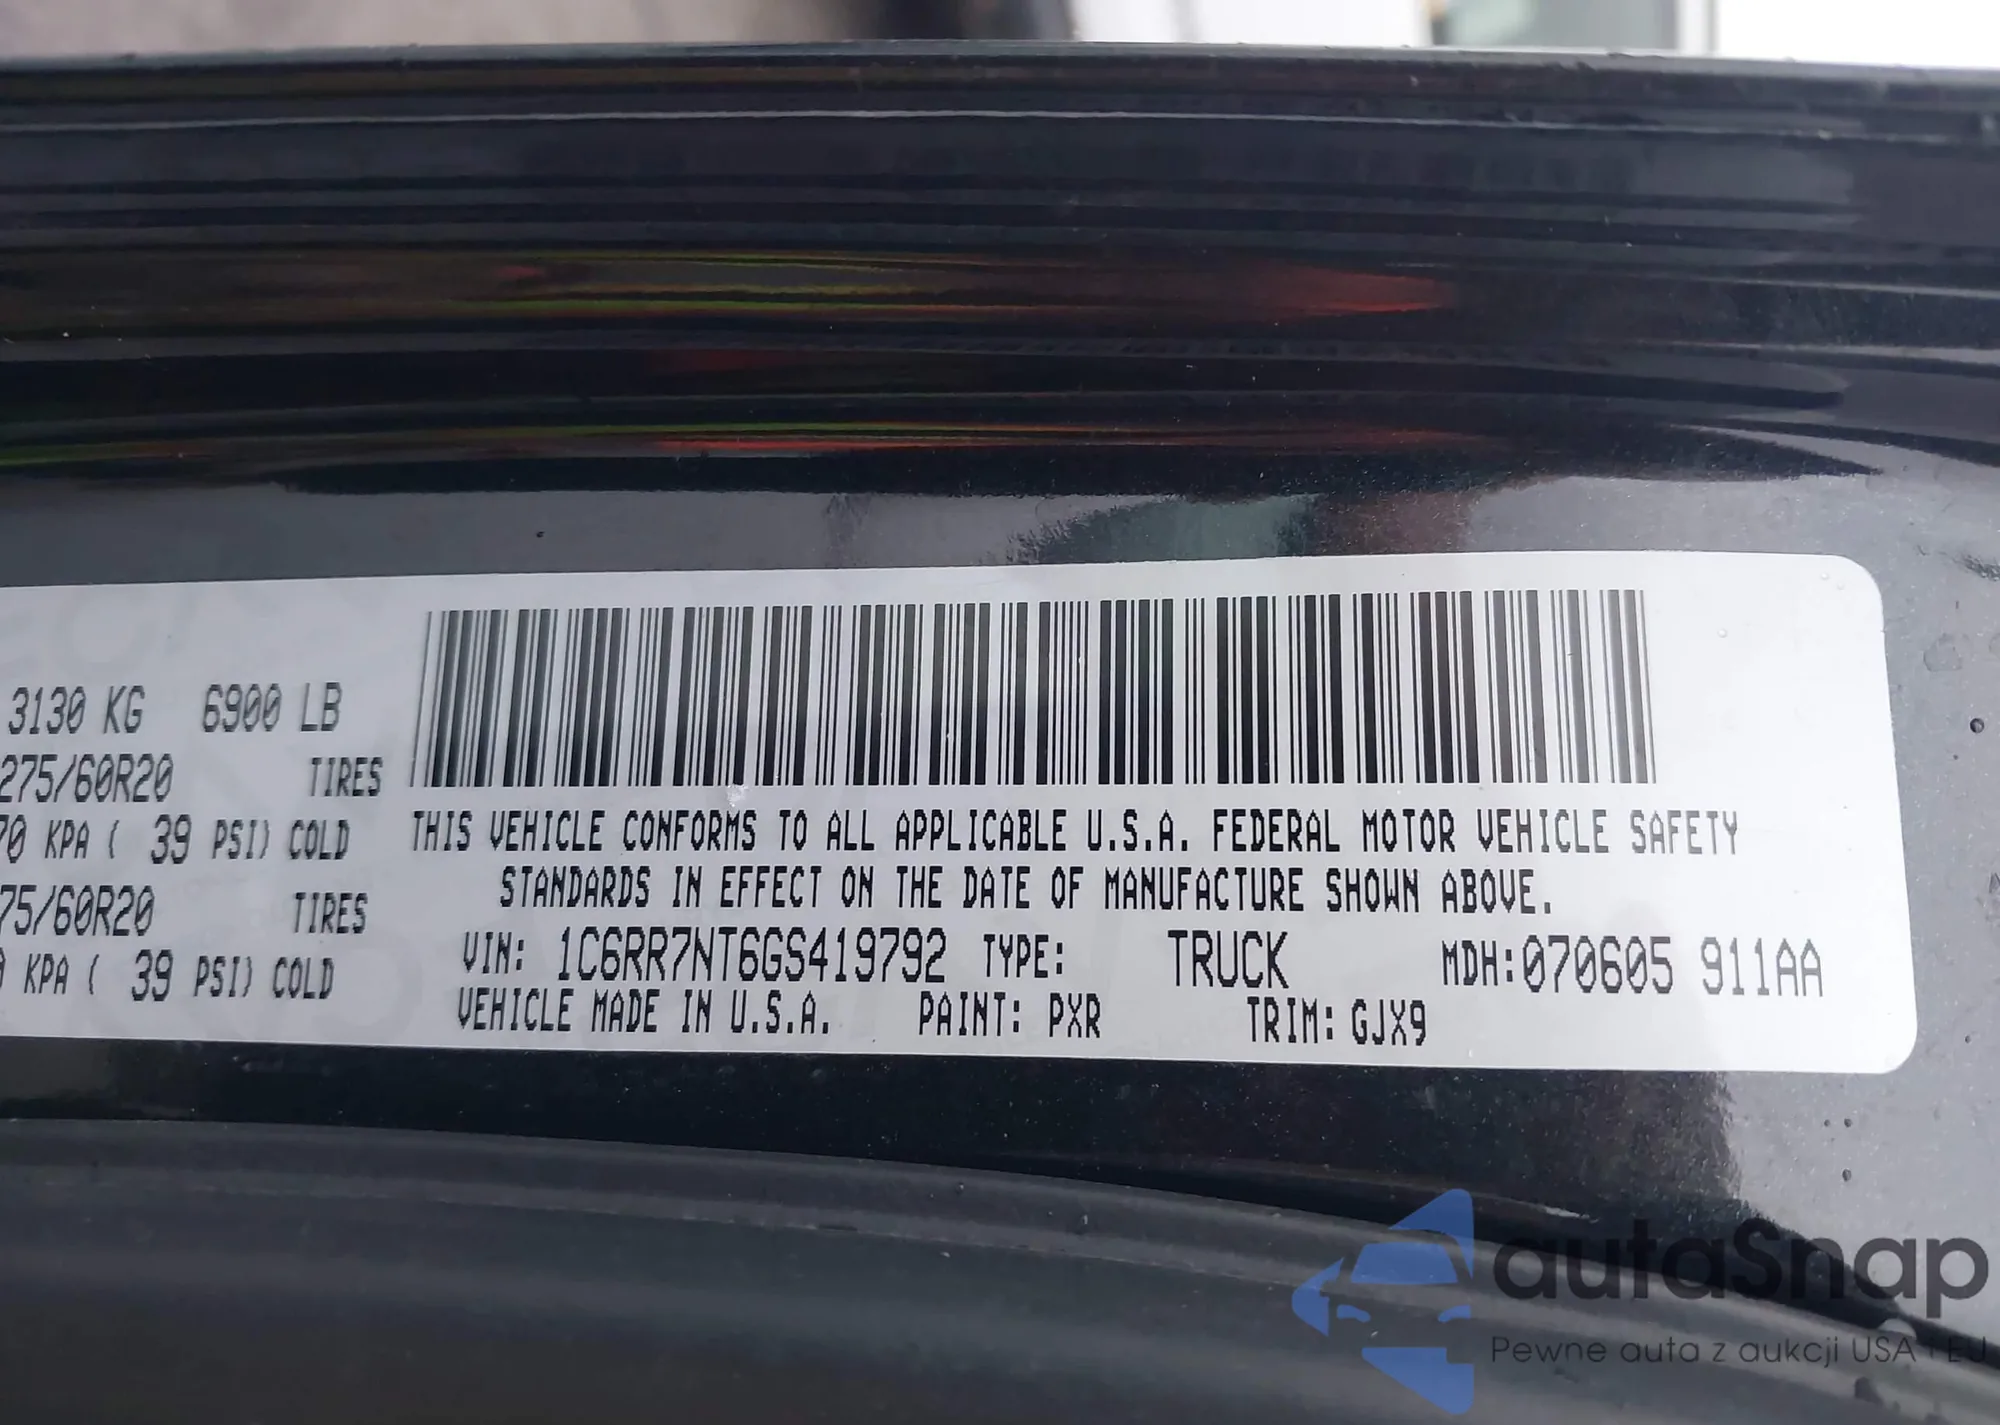 3130 KG 6900 LB
275/60R20 TIRES
70 KPA ( 39 PSI) COLD
75/60R20 TIRES
0 KPA ( 39 PSI) COLD
THIS VEHICLE CONFORMS TO ALL APPLICABLE U.S.A. FEDERAL MOTOR VEHICLE SAFETY
STANDARDS IN EFFECT ON THE DATE OF MANUFACTURE SHOWN ABOVE.
VIN: 1C6RR7NT6GS419792 TYPE: TRUCK MDH:070605 911AA
VEHICLE MADE IN U.S.A. PAINT: PXR TRIM: GJX9
autaSnap
Pewne auta z aukcji USA i EU